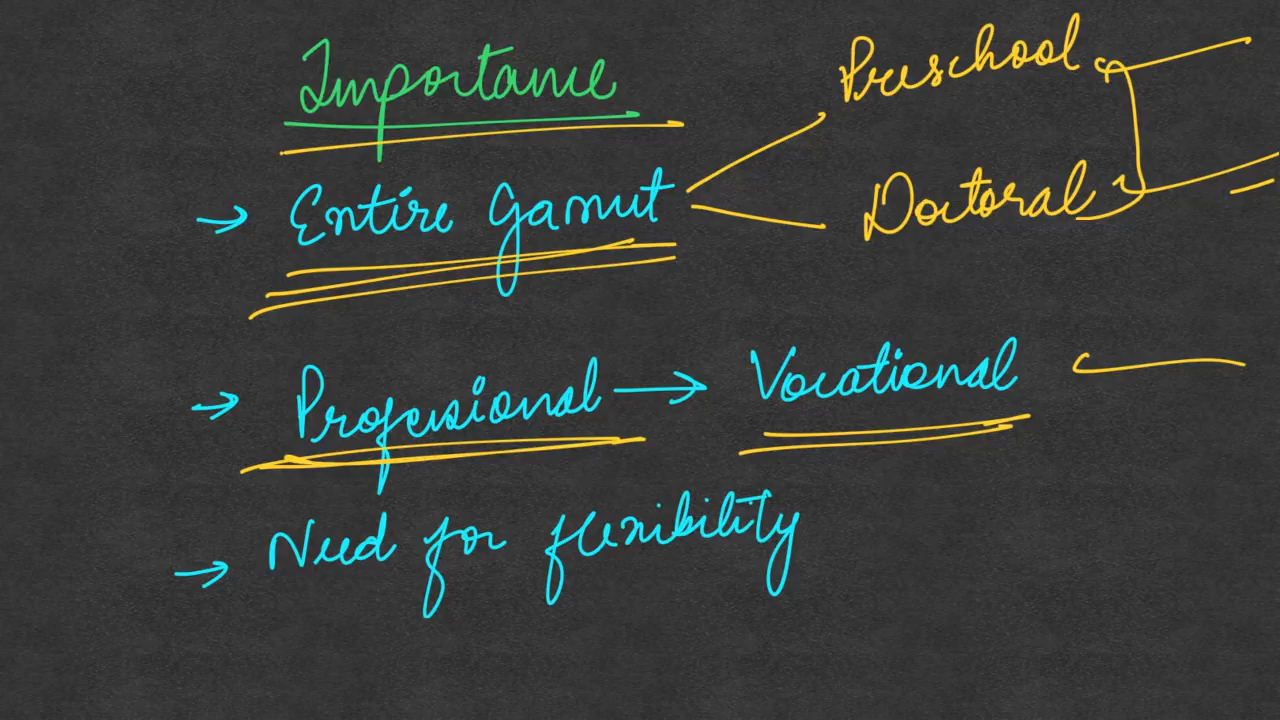 Importance
Preschool
→ Entire Gamut
Doctoral
→ Professional → Vocational
→ Need for flexibility